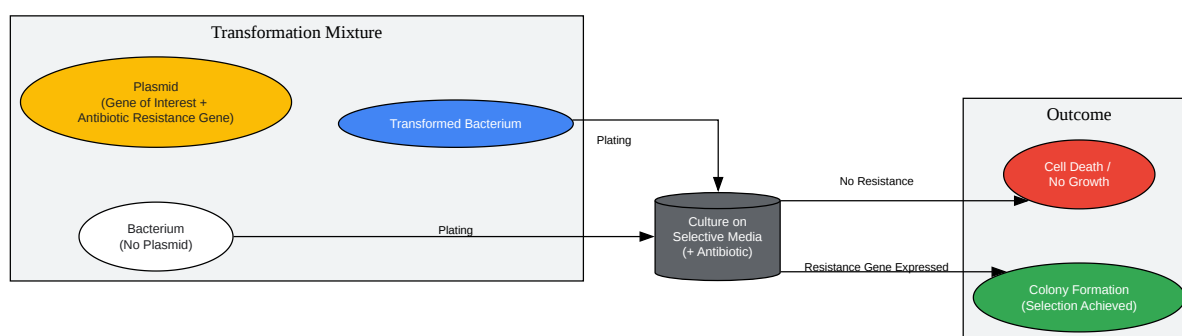 Transformation Mixture
Plasmid
(Gene of Interest +
Antibiotic Resistance Gene)
Transformed Bacterium
Plating
Bacterium
(No Plasmid)
Plating
Culture on
Selective Media
(+ Antibiotic)
No Resistance
Resistance Gene Expressed
Outcome
Cell Death /
No Growth
Colony Formation
(Selection Achieved)